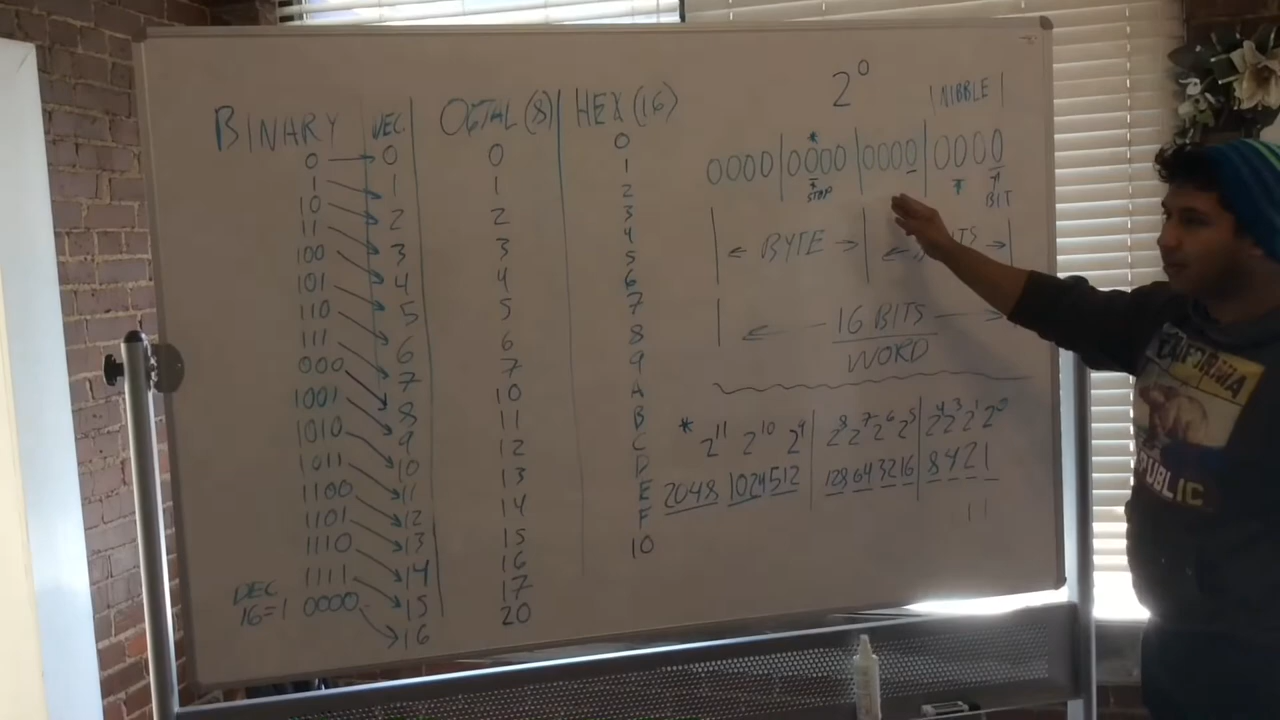 BINARY
0
1
10
11
100
101
110
111
000
1001
1010
1011
1100
1101
1110
1111
DEC
16=1 0000
DEC.
0
1
2
3
4
5
6
7
8
9
10
11
12
13
14
15
16
OCTAL (8)
0
1
2
3
4
5
6
7
10
11
12
13
14
15
16
17
20
HEX (16)
0
1
2
3
4
5
6
7
8
9
A
B
C
D
E
F
10
2⁰
NIBBLE
*
0000 0000 0000 0000
STOP
BIT
BYTE
16 BITS
WORD
* 2¹¹ 2¹⁰ 2⁹ 2⁸ 2⁷ 2⁶ 2⁵ 2⁴ 2³ 2¹ 2⁰
2048 1024 512 128 64 32 16 8 4 2 1
11
CALIFORNIA
PUBLIC